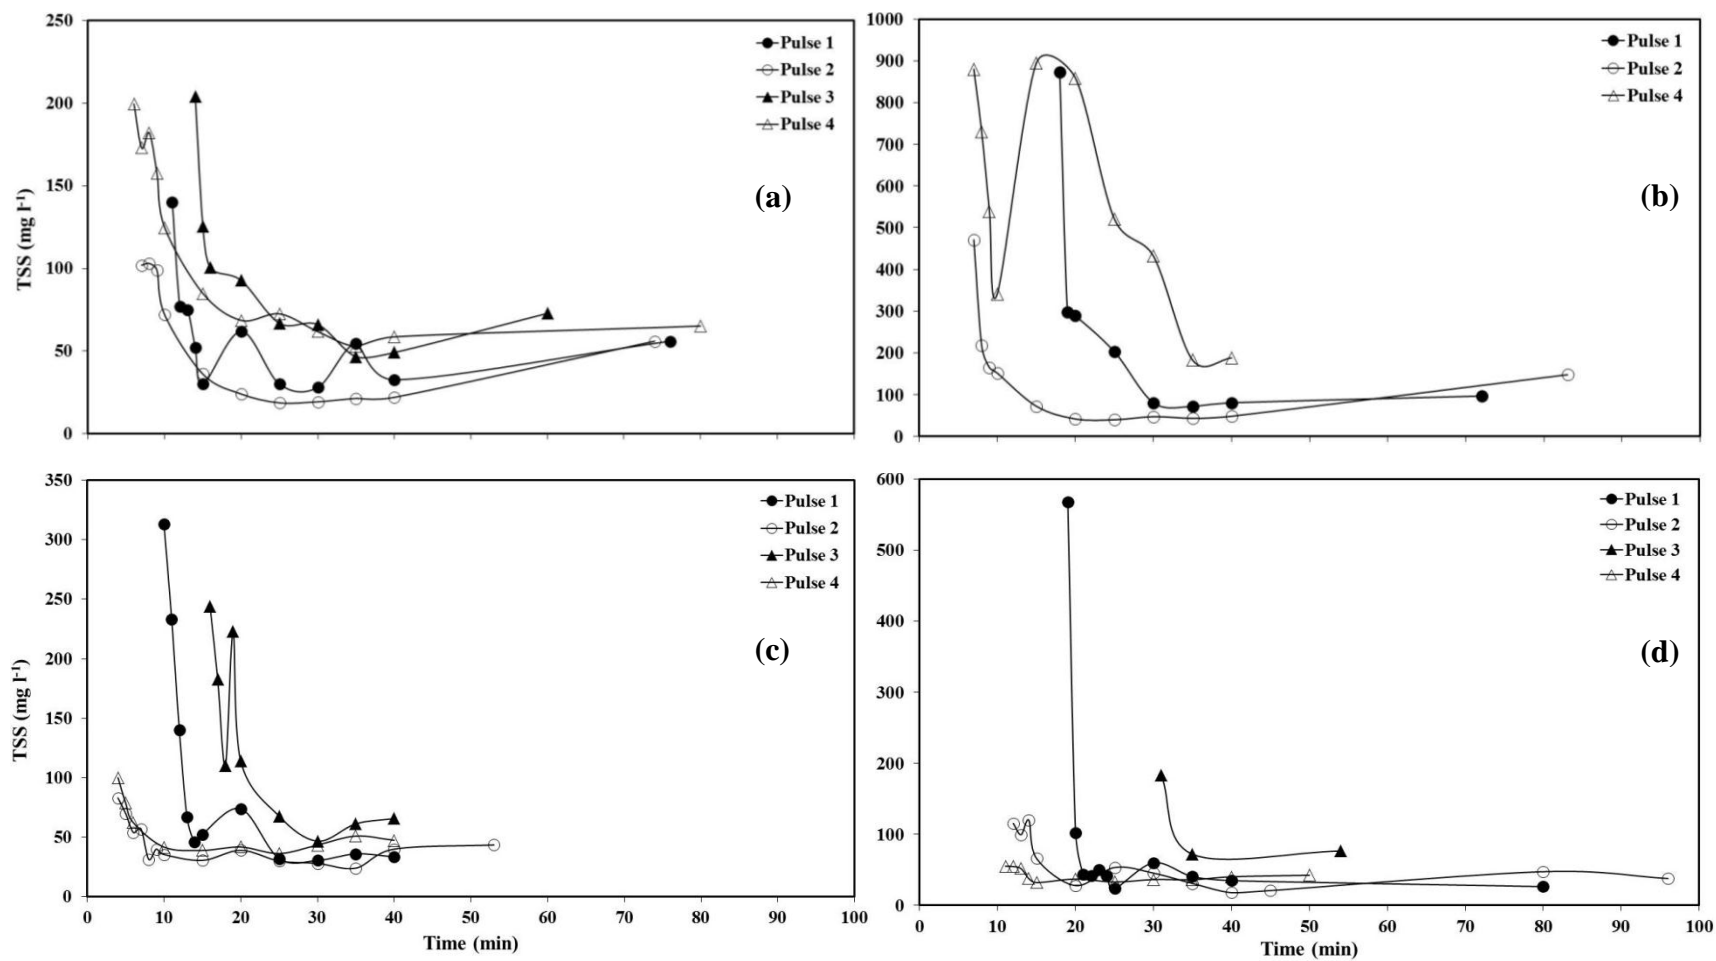 250
200
150
100
50
0
TSS (mg l-1)
Pulse 1
Pulse 2
Pulse 3
Pulse 4
(a)
1000
900
800
700
600
500
400
300
200
100
0
Pulse 1
Pulse 2
Pulse 4
(b)
350
300
250
200
150
100
50
0
TSS (mg l-1)
Pulse 1
Pulse 2
Pulse 3
Pulse 4
(c)
0 10 20 30 40 50 60 70 80 90 100
Time (min)
600
500
400
300
200
100
0
Pulse 1
Pulse 2
Pulse 3
Pulse 4
(d)
0 10 20 30 40 50 60 70 80 90 100
Time (min)